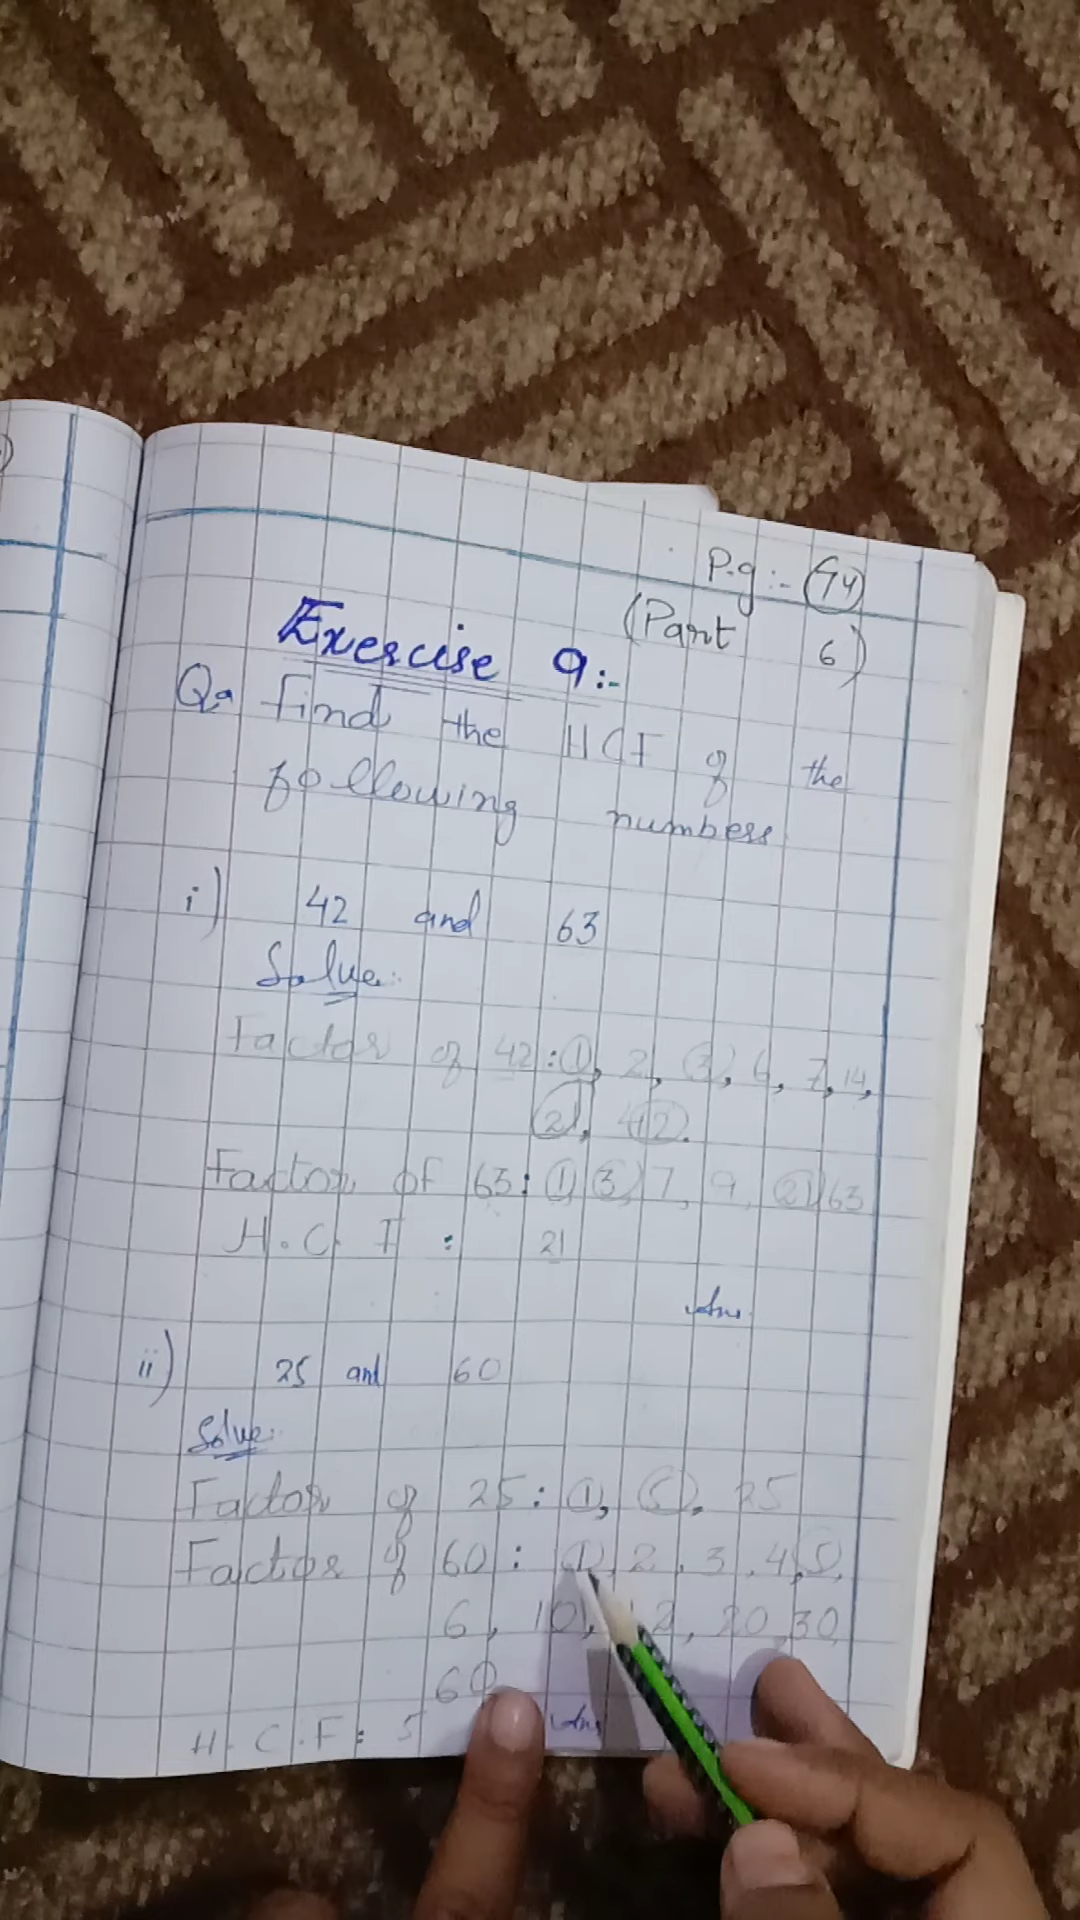 P.g :- (74)
(Part 6)
Exercise 9:-
Q. Find the HCF of the
following numbers
i) 42 and 63
Solve:
Factor of 42: 1, 2, 3, 6, 7, 14,
21, 42.
Factor of 63: 1, 3, 7, 9, 21, 63
H.C.F : 21
Ans
ii) 25 and 60
Solve:
Factor of 25: 1, 5, 25
Factor of 60: 1, 2, 3, 4, 5,
6, 10, 12, 20, 30
60
H.C.F: 5 Ans